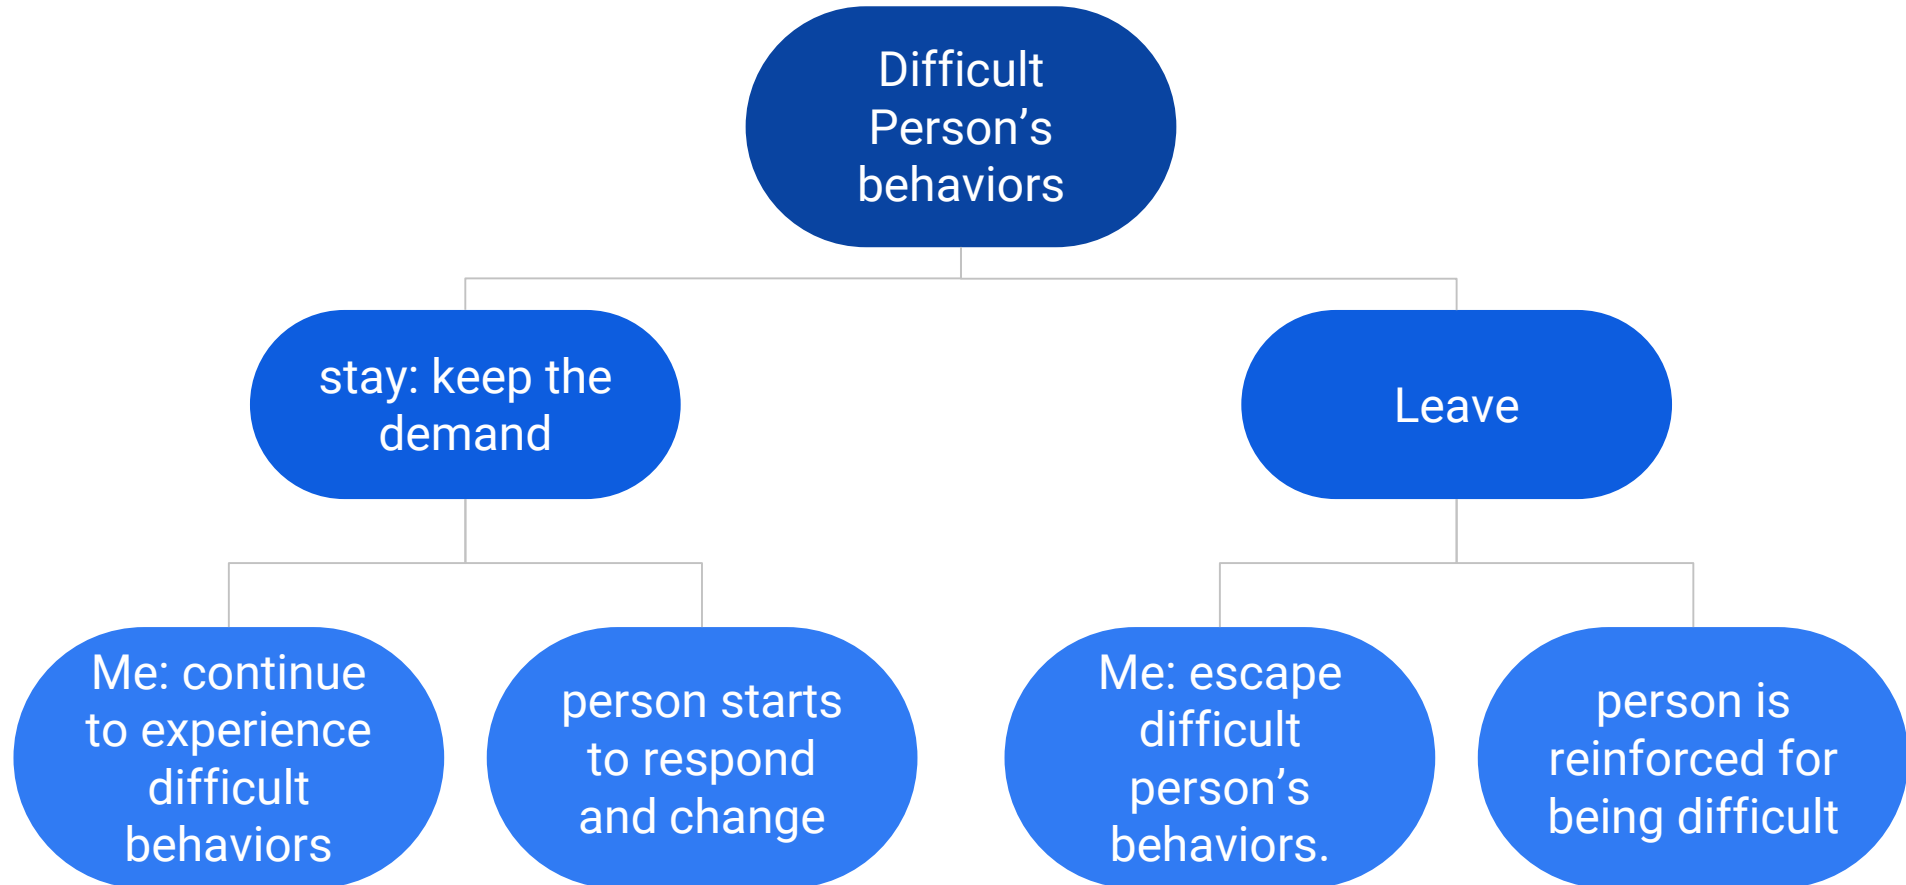 Difficult
Person’s
behaviors
stay: keep the
demand
Leave
Me: continue
to experience
difficult
behaviors
person starts
to respond
and change
Me: escape
difficult
person’s
behaviors.
person is
reinforced for
being difficult